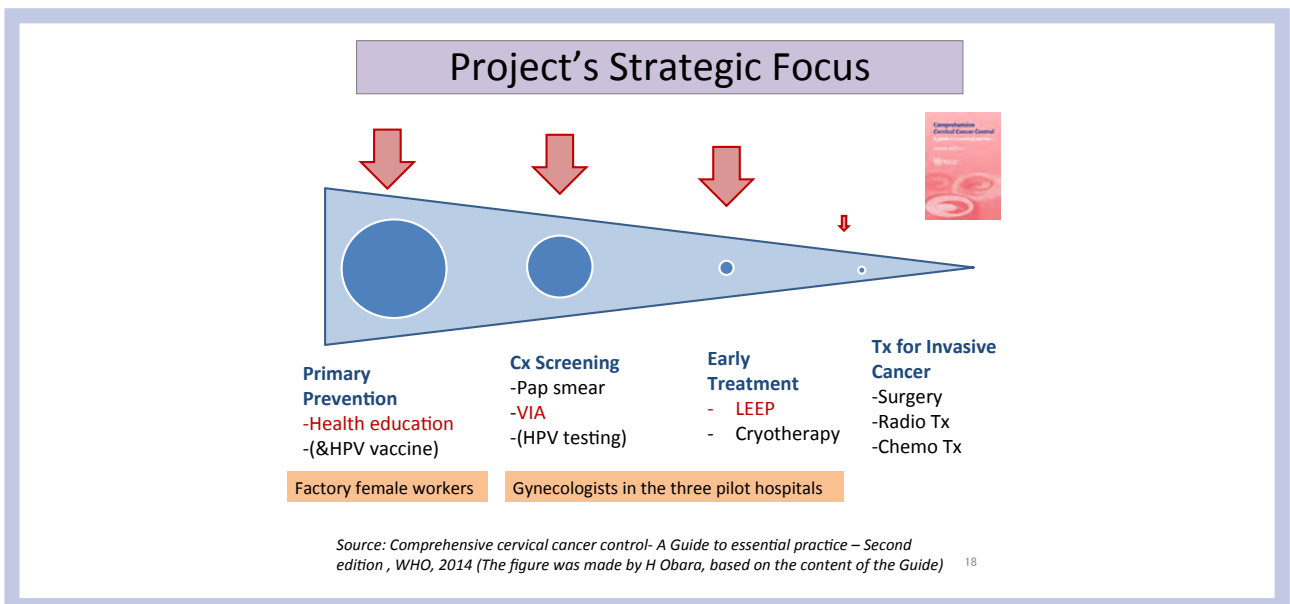 Project's Strategic Focus
Comprehensive
Cervical Cancer Control
Primary
Prevention
-Health education
-(&HPV vaccine)
Cx Screening
-Pap smear
-VIA
-(HPV testing)
Early
Treatment
- LEEP
- Cryotherapy
Tx for Invasive
Cancer
-Surgery
-Radio Tx
-Chemo Tx
Factory female workers
Gynecologists in the three pilot hospitals
Source: Comprehensive cervical cancer control- A Guide to essential practice – Second
edition , WHO, 2014 (The figure was made by H Obara, based on the content of the Guide)
18